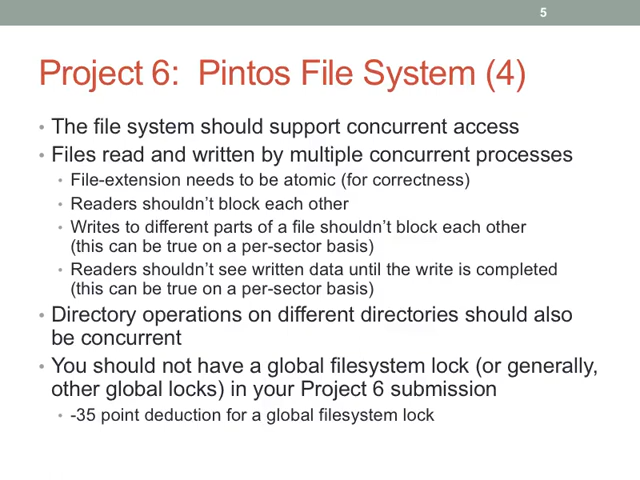 5
Project 6:  Pintos File System (4)
• The file system should support concurrent access
• Files read and written by multiple concurrent processes
• File-extension needs to be atomic (for correctness)
• Readers shouldn't block each other
• Writes to different parts of a file shouldn't block each other
(this can be true on a per-sector basis)
• Readers shouldn't see written data until the write is completed
(this can be true on a per-sector basis)
• Directory operations on different directories should also
be concurrent
• You should not have a global filesystem lock (or generally,
other global locks) in your Project 6 submission
• -35 point deduction for a global filesystem lock